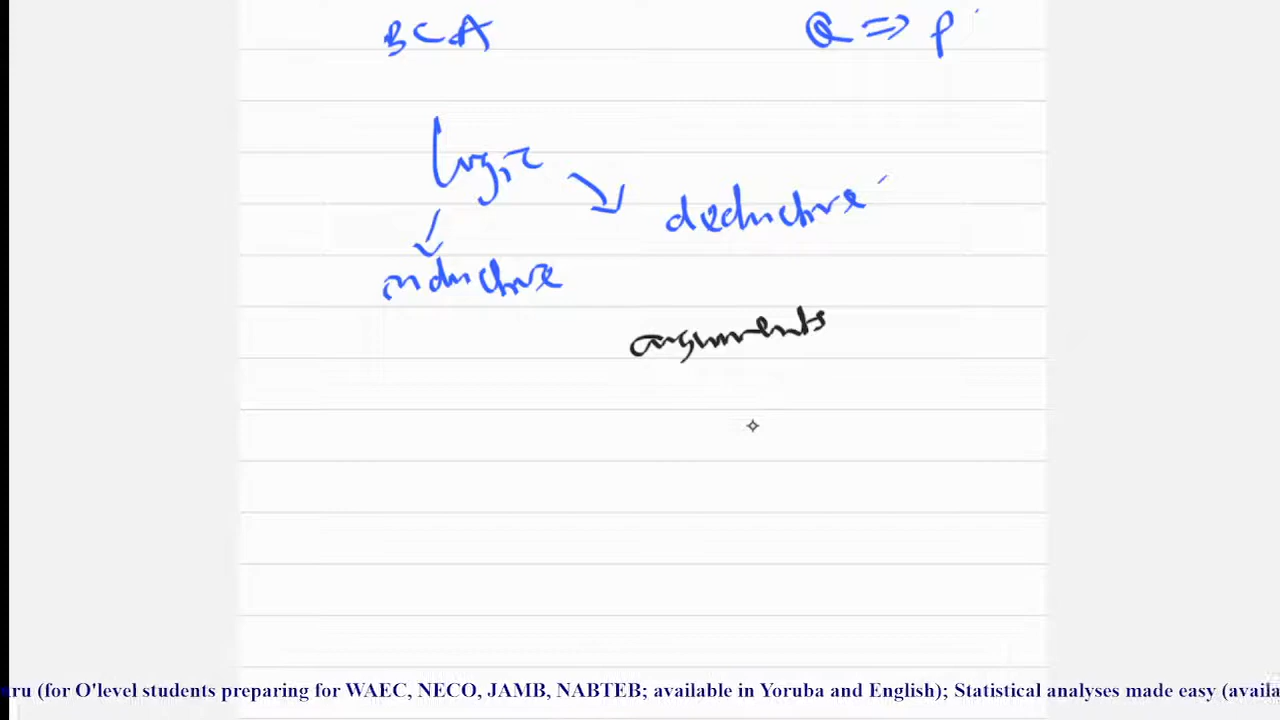 B ⊂ A
Q ⇒ P
Logic
deductive
inductive
arguments
aru (for O'level students preparing for WAEC, NECO, JAMB, NABTEB; available in Yoruba and English); Statistical analyses made easy (availa